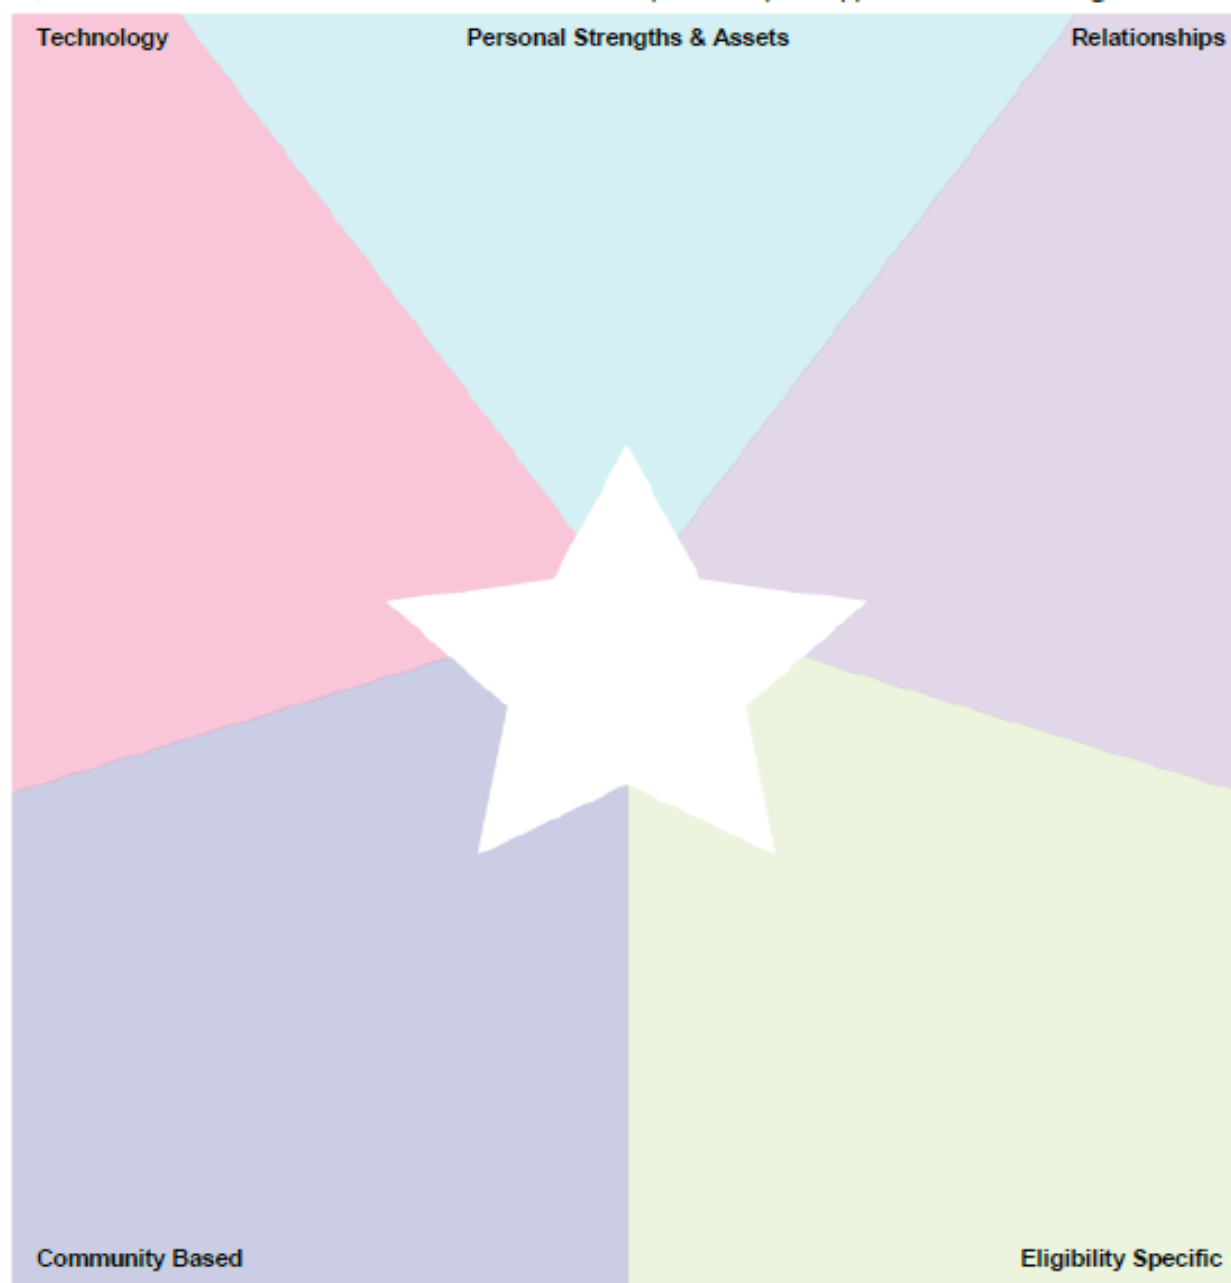 Technology
Personal Strengths & Assets
Relationships
Community Based
Eligibility Specific